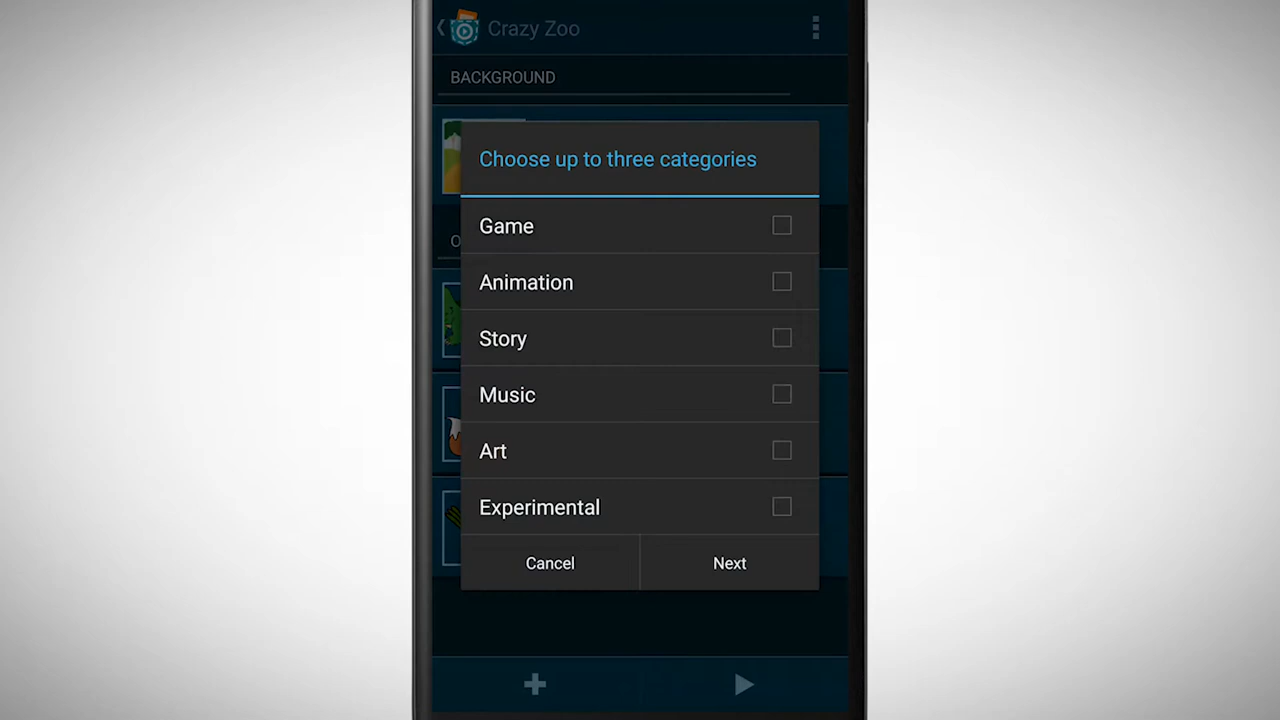 Crazy Zoo
BACKGROUND
Choose up to three categories
Game
Animation
Story
Music
Art
Experimental
Cancel
Next